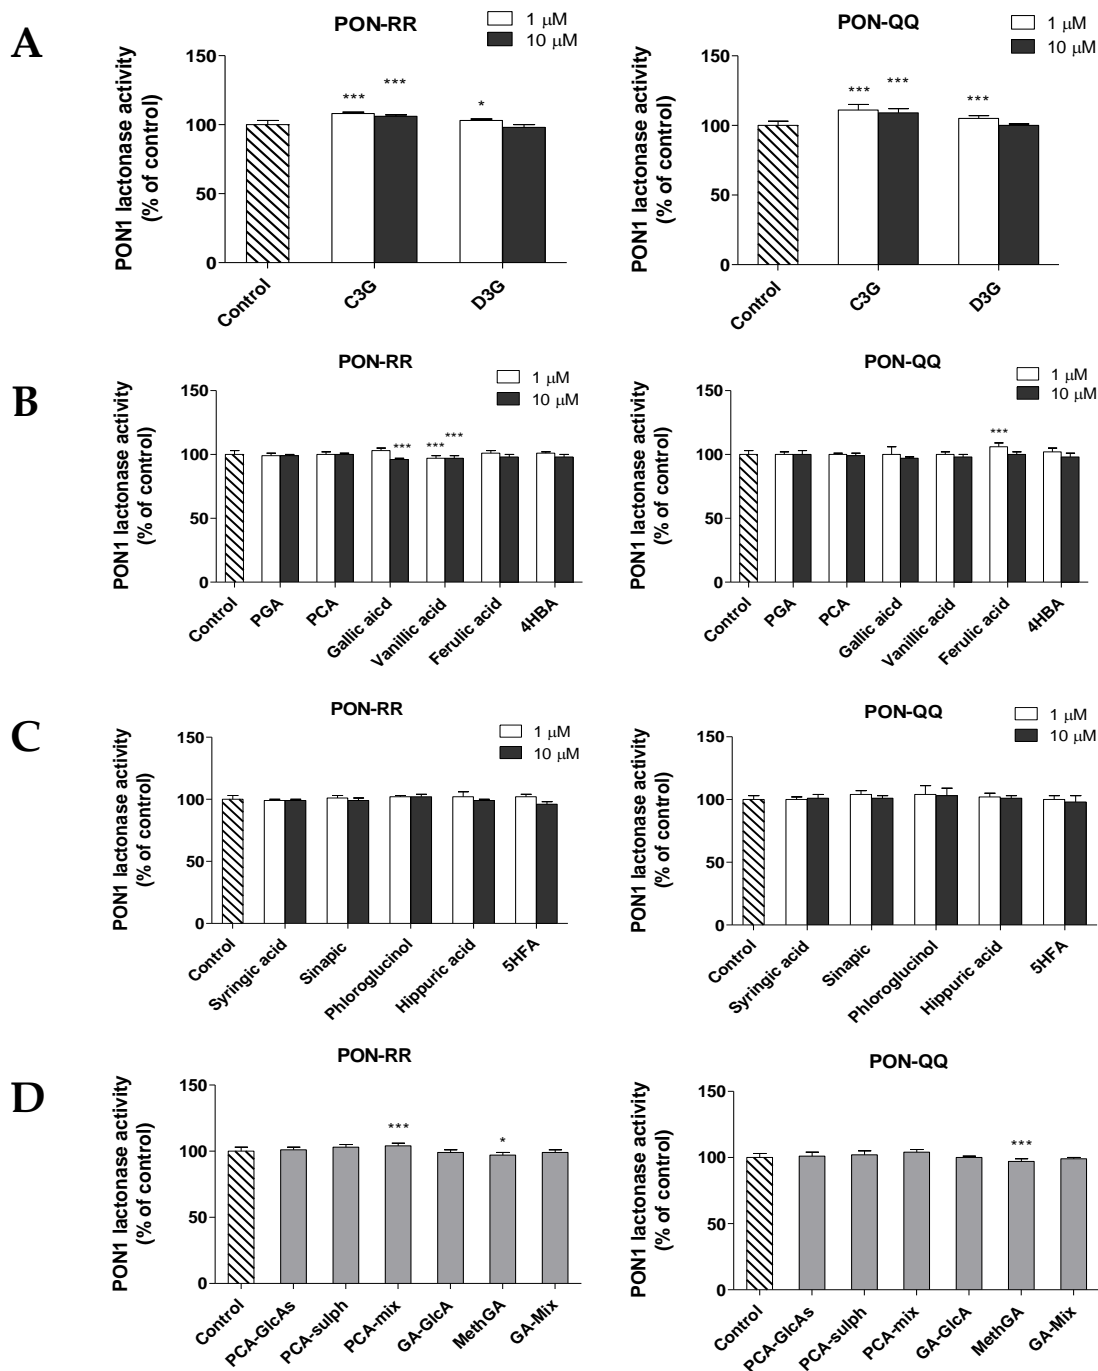 A
PON-RR
1 μM
10 μM
PON1 lactonase activity
(% of control)
150
100
50
0
***
***
*
Control
C3G
D3G
PON-QQ
1 μM
10 μM
PON1 lactonase activity
(% of control)
150
100
50
0
***
***
***
Control
C3G
D3G
B
PON-RR
1 μM
10 μM
PON1 lactonase activity
(% of control)
150
100
50
0
***
***
***
Control
PGA
PCA
Gallic aicd
Vanillic acid
Ferulic acid
4HBA
PON-QQ
1 μM
10 μM
PON1 lactonase activity
(% of control)
150
100
50
0
***
Control
PGA
PCA
Gallic aicd
Vanillic acid
Ferulic acid
4HBA
C
PON-RR
1 μM
10 μM
PON1 lactonase activity
(% of control)
150
100
50
0
Control
Syringic acid
Sinapic
Phloroglucinol
Hippuric acid
5HFA
PON-QQ
1 μM
10 μM
PON1 lactonase activity
(% of control)
150
100
50
0
Control
Syringic acid
Sinapic
Phloroglucinol
Hippuric acid
5HFA
D
PON-RR
PON1 lactonase activity
(% of control)
150
100
50
0
***
*
Control
PCA-GlcAs
PCA-sulph
PCA-mix
GA-GlcA
MethGA
GA-Mix
PON-QQ
PON1 lactonase activity
(% of control)
150
100
50
0
***
Control
PCA-GlcAs
PCA-sulph
PCA-mix
GA-GlcA
MethGA
GA-Mix